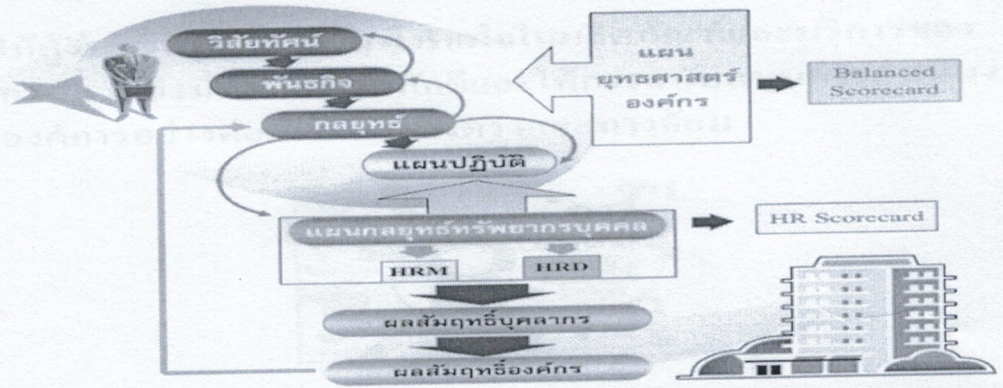 วิสัยทัศน์
พันธกิจ
กลยุทธ์
แผนปฏิบัติ
แผน
ยุทธศาสตร์
องค์กร
Balanced
Scorecard
แผนกลยุทธ์ทรัพยากรบุคคล
HR Scorecard
HRM
HRD
ผลสัมฤทธิ์บุคลากร
ผลสัมฤทธิ์องค์กร